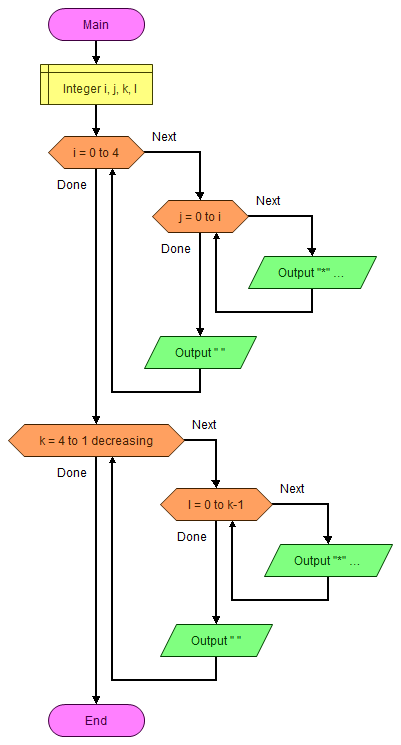 Main
Integer i, j, k, l
i = 0 to 4
Next
Done
j = 0 to i
Next
Done
Output "*" ...
Output " "
k = 4 to 1 decreasing
Next
Done
l = 0 to k-1
Next
Done
Output "*" ...
Output " "
End